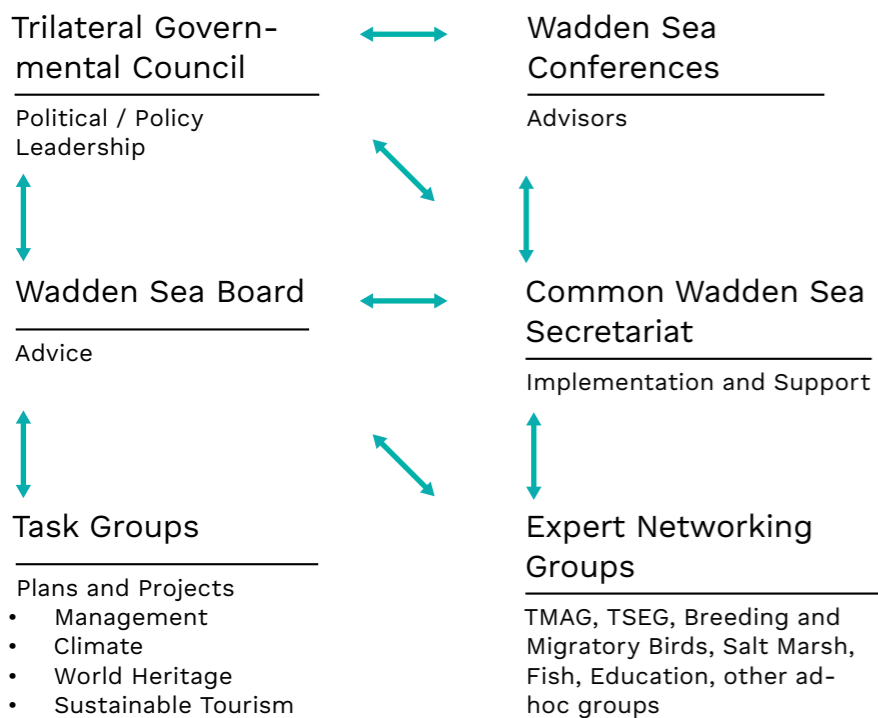 Trilateral Govern-
mental Council
Political / Policy
Leadership
Wadden Sea
Conferences
Advisors
Wadden Sea Board
Advice
Common Wadden Sea
Secretariat
Implementation and Support
Task Groups
Plans and Projects
• Management
• Climate
• World Heritage
• Sustainable Tourism
Expert Networking
Groups
TMAG, TSEG, Breeding and
Migratory Birds, Salt Marsh,
Fish, Education, other ad-
hoc groups